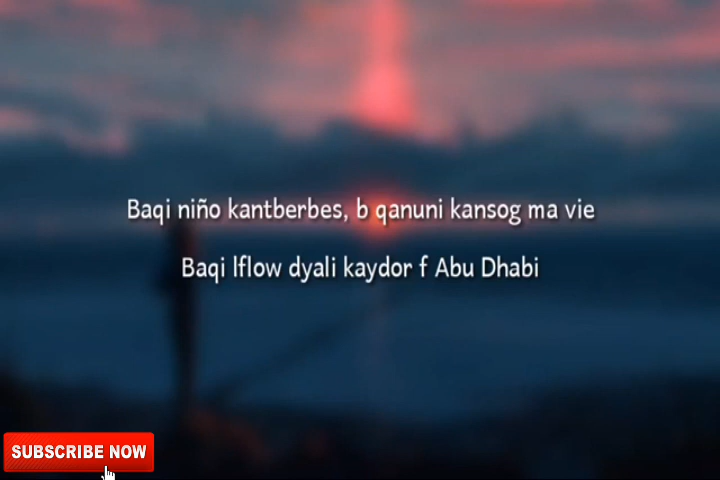 Baqi niño kantberbes, b qanuni kansog ma vie
Baqi lflow dyali kaydor f Abu Dhabi
SUBSCRIBE NOW